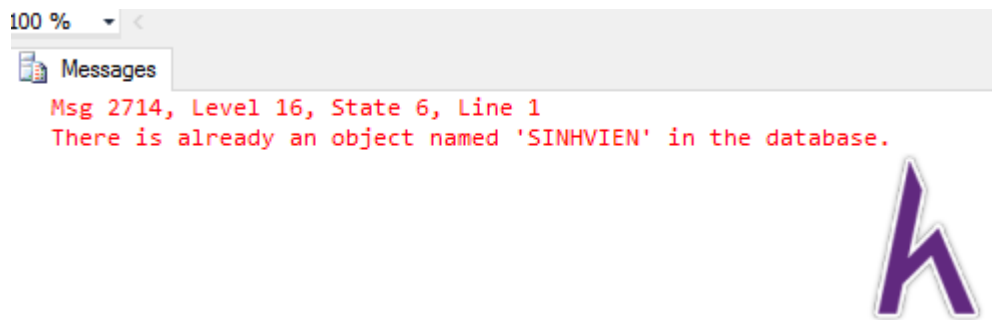 100 %
Messages
Msg 2714, Level 16, State 6, Line 1
There is already an object named 'SINHVIEN' in the database.